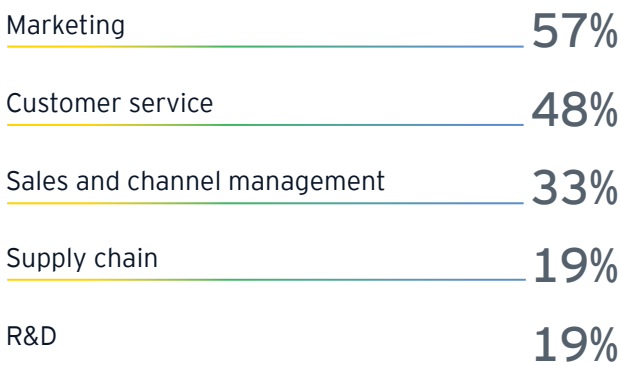 Marketing 57%
Customer service 48%
Sales and channel management 33%
Supply chain 19%
R&D 19%